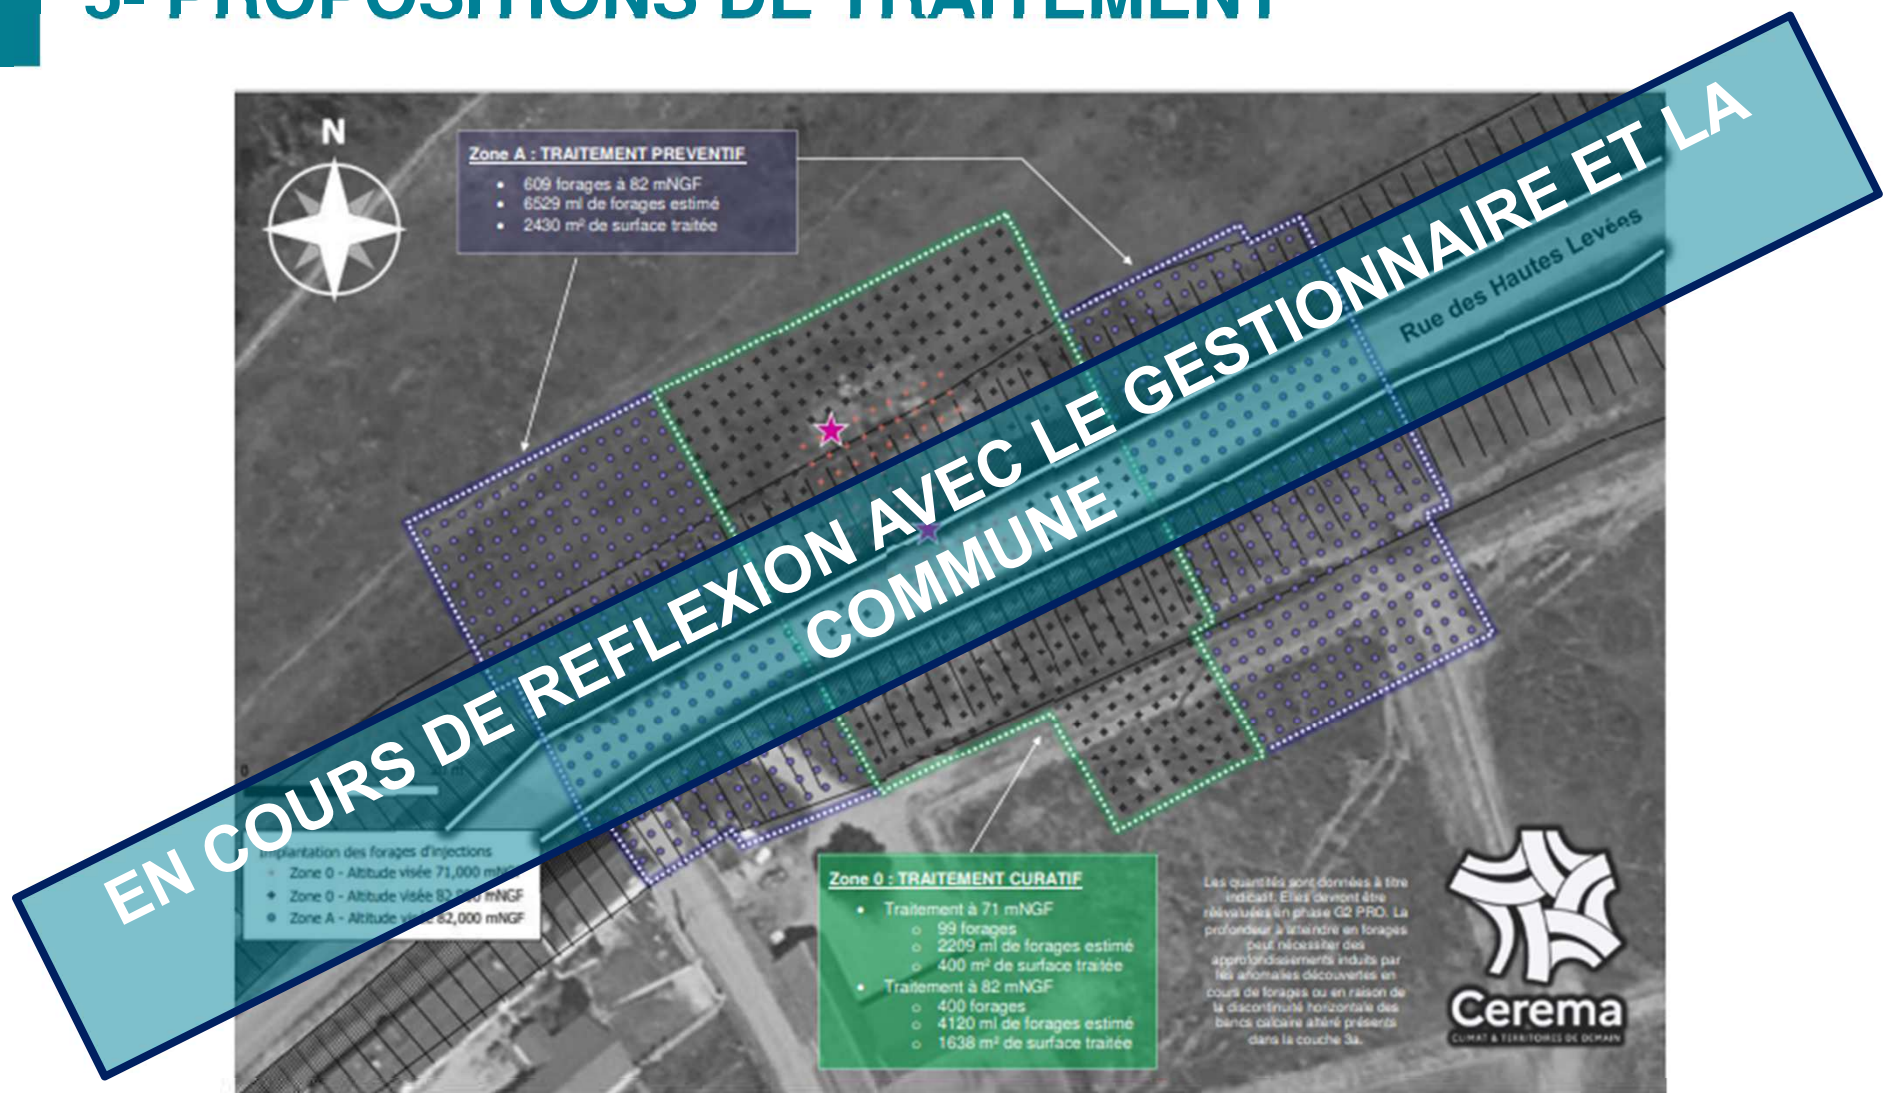 5- PROPOSITIONS DE TRAITEMENT
N
Zone A : TRAITEMENT PREVENTIF
• 609 forages à 82 mNGF
• 6529 ml de forages estimé
• 2430 m² de surface traitée
EN COURS DE REFLEXION AVEC LE GESTIONNAIRE ET LA
COMMUNE
Rue des Hautes Levées
0
Implantation des forages d'injections
Zone 0 - Altitude visée 71,000 mNGF
Zone 0 - Altitude visée 82,000 mNGF
Zone A - Altitude visée 82,000 mNGF
Zone 0 : TRAITEMENT CURATIF
• Traitement à 71 mNGF
o 99 forages
o 2209 ml de forages estimé
o 400 m² de surface traitée
• Traitement à 82 mNGF
o 400 forages
o 4120 ml de forages estimé
o 1638 m² de surface traitée
Les quantités sont données à titre
indicatif. Elles devront être
réévaluées en phase G2 PRO. La
profondeur à atteindre en forages
peut nécessiter des
approfondissements induits par
les anomalies découvertes en
cours de forages ou en raison de
la discontinuité horizontale des
bancs calcaire altéré présents
dans la couche 3a.
Cerema
CLIMAT & TERRITOIRES DE DEMAIN